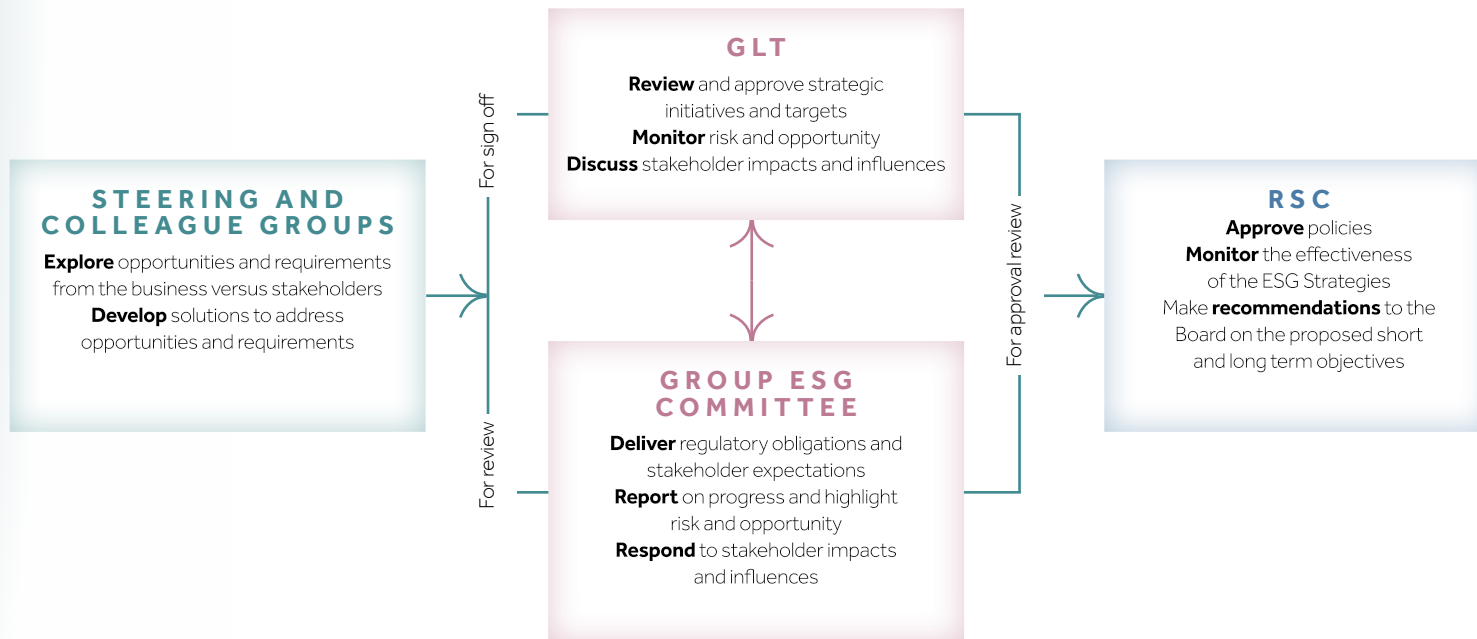 STEERING AND
COLLEAGUE GROUPS
Explore opportunities and requirements
from the business versus stakeholders
Develop solutions to address
opportunities and requirements
For sign off
For review
GLT
Review and approve strategic
initiatives and targets
Monitor risk and opportunity
Discuss stakeholder impacts and influences
GROUP ESG
COMMITTEE
Deliver regulatory obligations and
stakeholder expectations
Report on progress and highlight
risk and opportunity
Respond to stakeholder impacts
and influences
For approval review
RSC
Approve policies
Monitor the effectiveness
of the ESG Strategies
Make recommendations to the
Board on the proposed short
and long term objectives